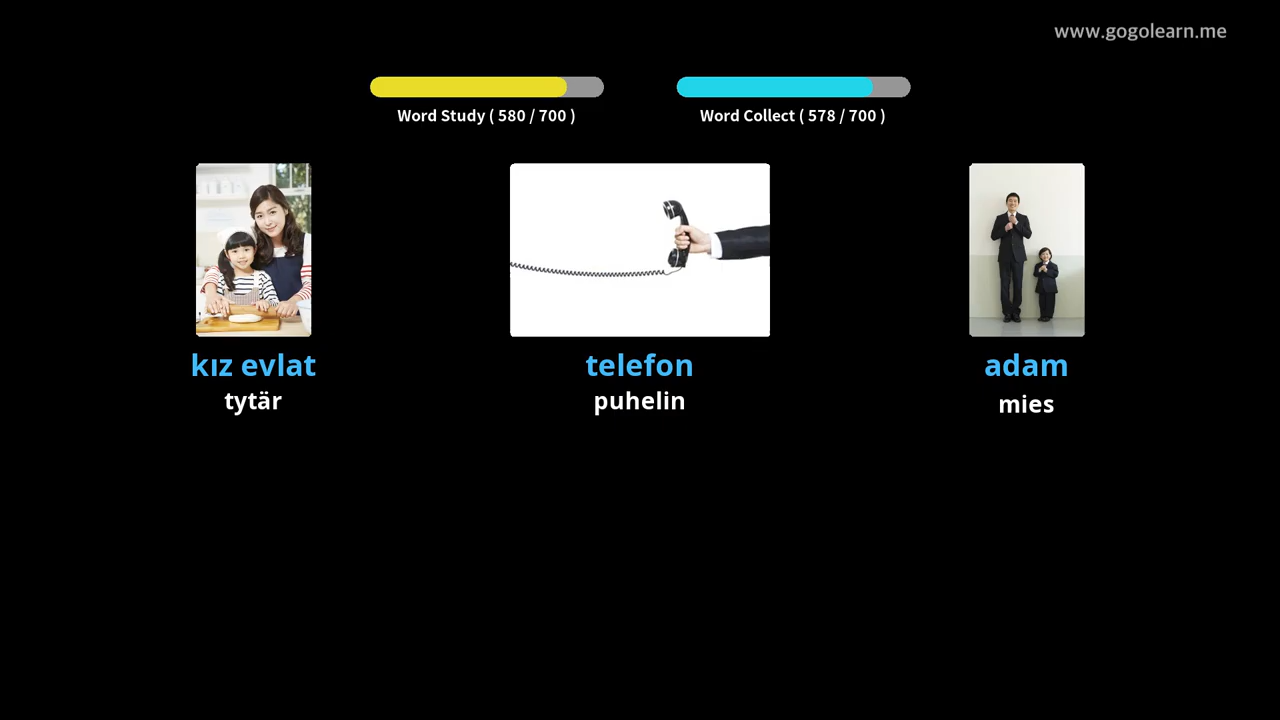 www.gogolearn.me
Word Study ( 580 / 700 )
Word Collect ( 578 / 700 )
kız evlat
tytär
telefon
puhelin
adam
mies